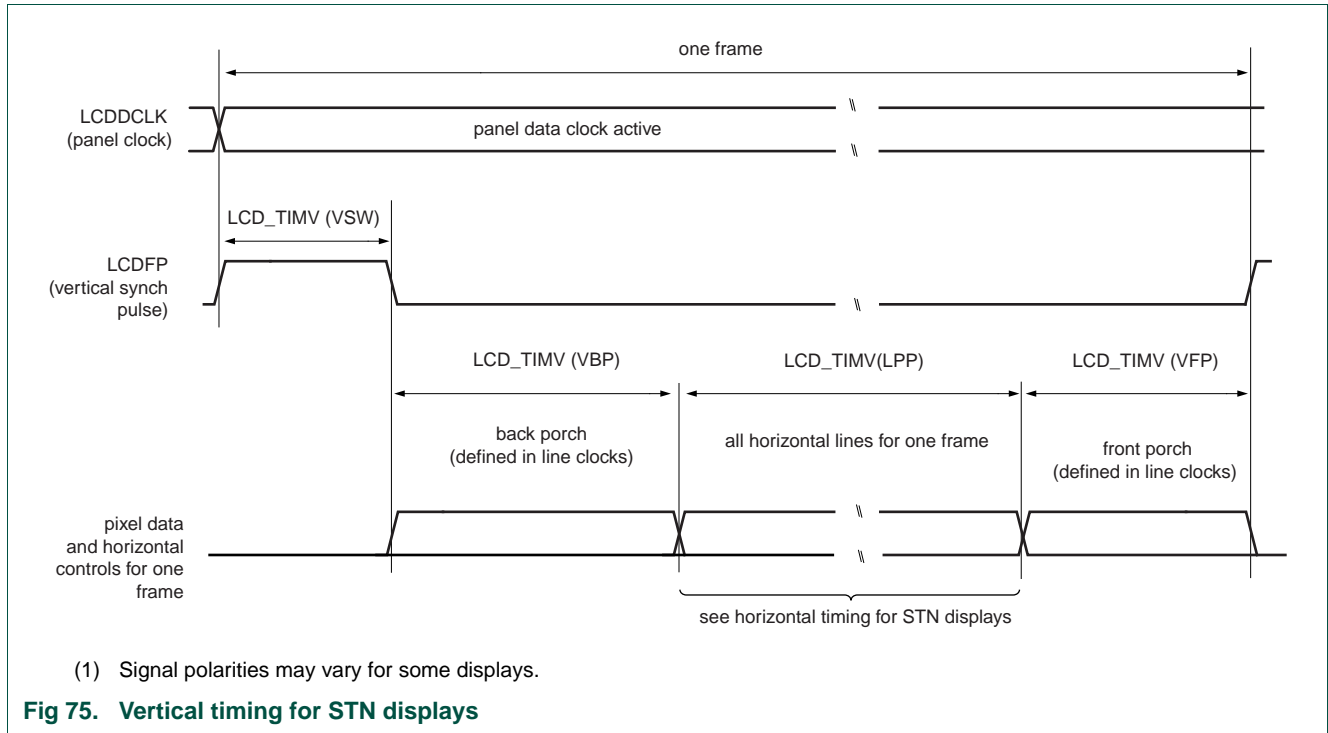 one frame
LCDDCLK
(panel clock)
panel data clock active
LCD_TIMV (VSW)
LCDFP
(vertical synch
pulse)
LCD_TIMV (VBP)
LCD_TIMV(LPP)
LCD_TIMV (VFP)
back porch
(defined in line clocks)
all horizontal lines for one frame
front porch
(defined in line clocks)
pixel data
and horizontal
controls for one
frame
see horizontal timing for STN displays
(1) Signal polarities may vary for some displays.
Fig 75. Vertical timing for STN displays